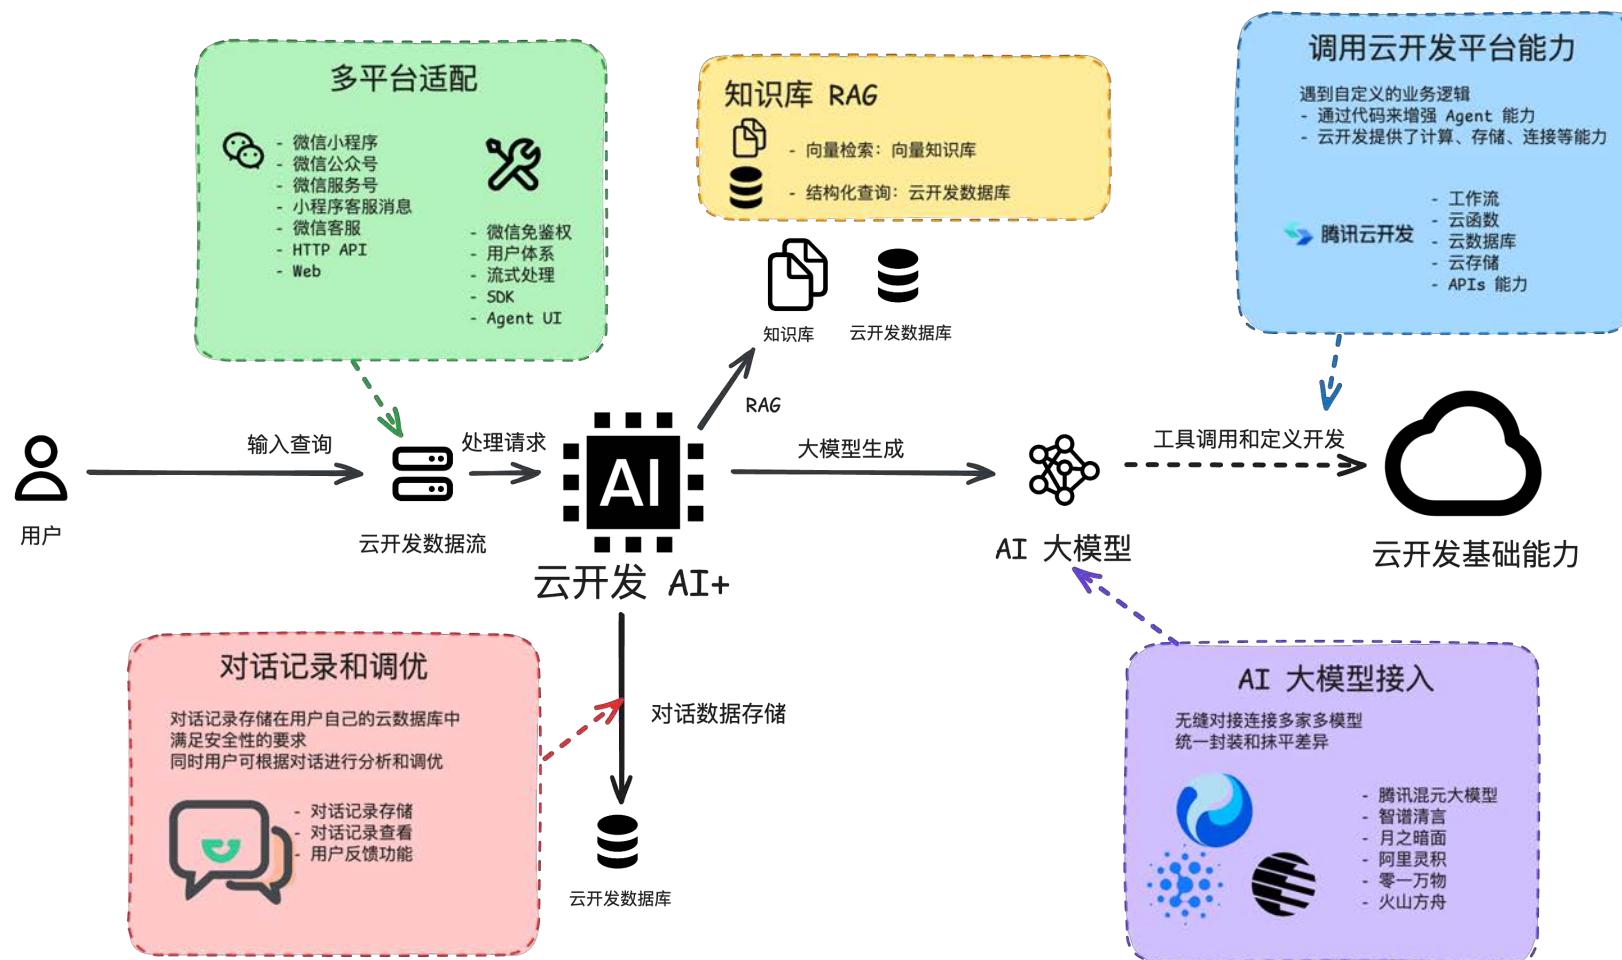 多平台适配
- 微信小程序
- 微信公众号
- 微信服务号
- 小程序客服消息
- 微信客服
- HTTP API
- Web
- 微信免鉴权
- 用户体系
- 流式处理
- SDK
- Agent UI
知识库 RAG
- 向量检索：向量知识库
- 结构化查询：云开发数据库
知识库
云开发数据库
RAG
调用云开发平台能力
遇到自定义的业务逻辑
- 通过代码来增强 Agent 能力
- 云开发提供了计算、存储、连接等能力
腾讯云开发
- 工作流
- 云函数
- 云数据库
- 云存储
- APIs 能力
用户
输入查询
云开发数据流
处理请求
AI
云开发 AI+
大模型生成
AI 大模型
工具调用和定义开发
云开发基础能力
对话记录和调优
对话记录存储在用户自己的云数据库中
满足安全性的要求
同时用户可根据对话进行分析和调优
- 对话记录存储
- 对话记录查看
- 用户反馈功能
对话数据存储
云开发数据库
AI 大模型接入
无缝对接连接多家多模型
统一封装和抹平差异
- 腾讯混元大模型
- 智谱清言
- 月之暗面
- 阿里灵积
- 零一万物
- 火山方舟